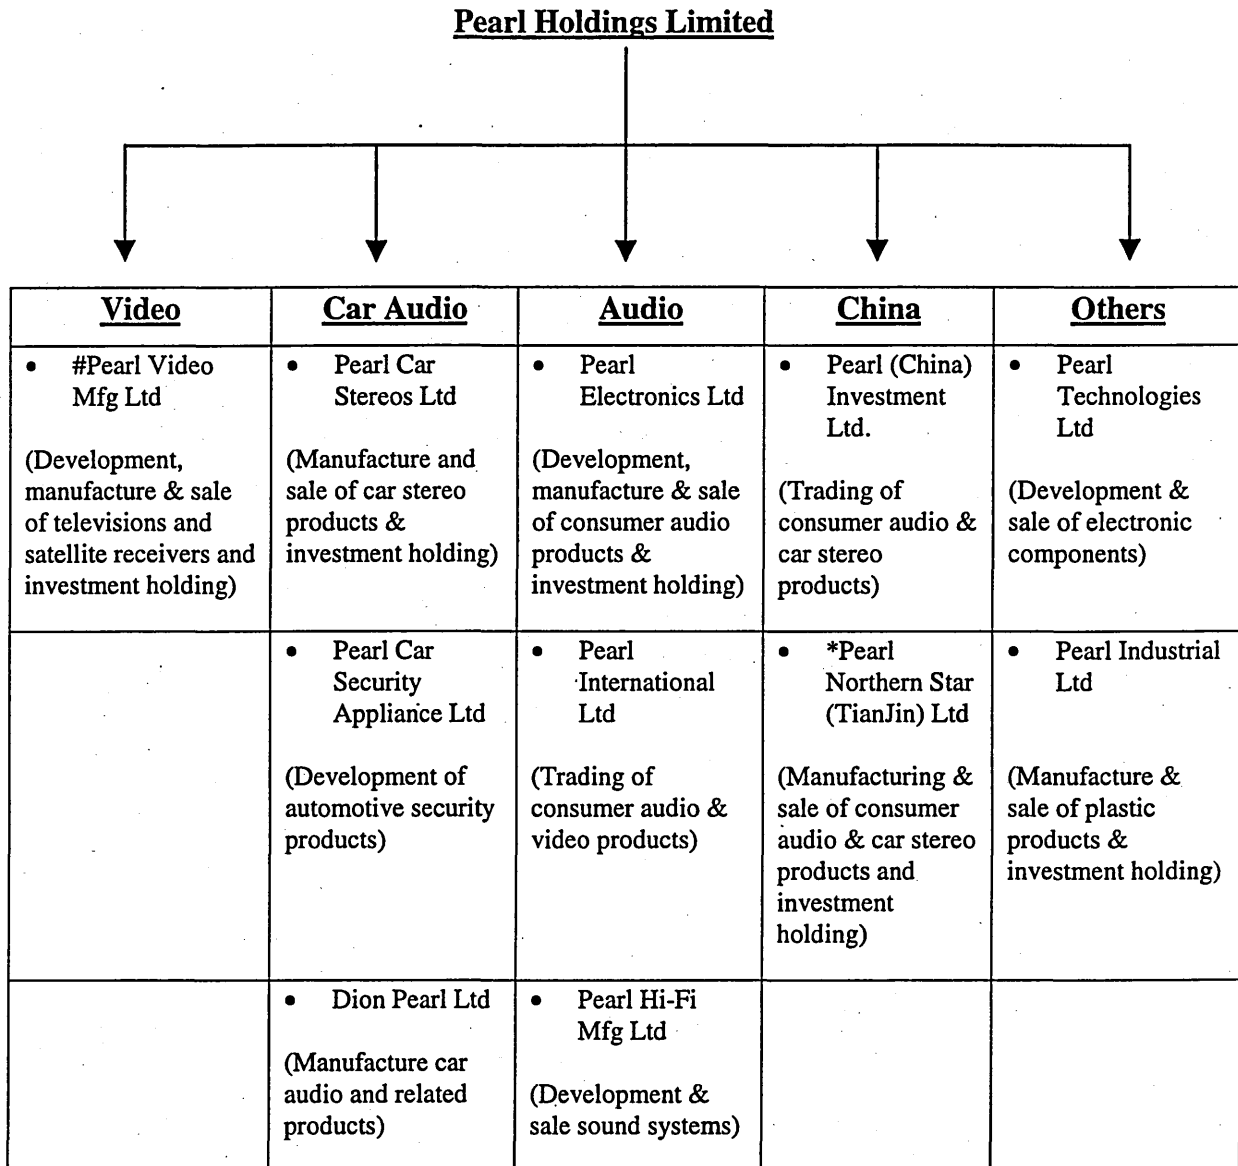 Pearl Holdings Limited
Video
Car Audio
Audio
China
Others
• #Pearl Video
Mfg Ltd
(Development,
manufacture & sale
of televisions and
satellite receivers and
investment holding)
• Pearl Car
Stereos Ltd
(Manufacture and
sale of car stereo
products &
investment holding)
• Pearl
Electronics Ltd
(Development,
manufacture & sale
of consumer audio
products &
investment holding)
• Pearl (China)
Investment
Ltd.
(Trading of
consumer audio &
car stereo
products)
• Pearl
Technologies
Ltd
(Development &
sale of electronic
components)
• Pearl Car
Security
Appliance Ltd
(Development of
automotive security
products)
• Pearl
International
Ltd
(Trading of
consumer audio &
video products)
• *Pearl
Northern Star
(TianJin) Ltd
(Manufacturing &
sale of consumer
audio & car stereo
products and
investment
holding)
• Pearl Industrial
Ltd
(Manufacture &
sale of plastic
products &
investment holding)
• Dion Pearl Ltd
(Manufacture car
audio and related
products)
• Pearl Hi-Fi
Mfg Ltd
(Development &
sale sound systems)